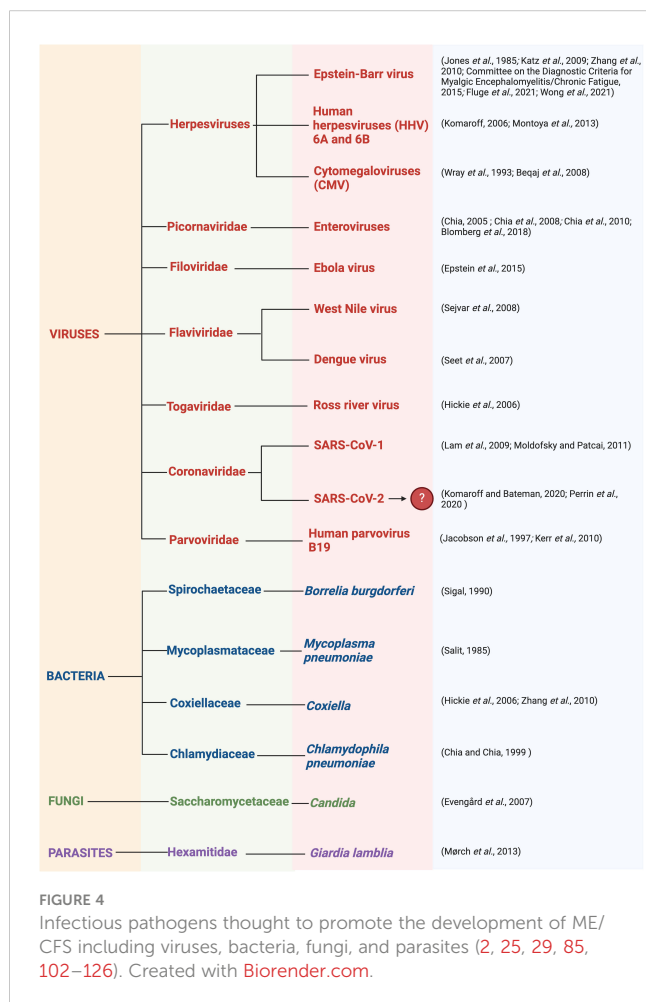 (Jones et al., 1985; Katz et al., 2009; Zhang et al.,
2010; Committee on the Diagnostic Criteria for
Myalgic Encephalomyelitis/Chronic Fatigue,
2015; Fluge et al., 2021; Wong et al., 2021)
Epstein-Barr virus
Herpesviruses
Human
herpesviruses (HHV)
6A and 6B
(Komaroff, 2006; Montoya et al., 2013)
Cytomegaloviruses
(CMV)
(Wray et al., 1993; Beqaj et al., 2008)
Picornaviridae
Enteroviruses
(Chia, 2005 ; Chia et al., 2008; Chia et al., 2010;
Blomberg et al., 2018)
Filoviridae
Ebola virus
(Epstein et al., 2015)
VIRUSES
Flaviviridae
West Nile virus
(Sejvar et al., 2008)
Dengue virus
(Seet et al., 2007)
Togaviridae
Ross river virus
(Hickie et al., 2006)
Coronaviridae
SARS-CoV-1
(Lam et al., 2009; Moldofsky and Patcai, 2011)
SARS-CoV-2
?
(Komaroff and Bateman, 2020; Perrin et al.,
2020 )
Parvoviridae
Human parvovirus
B19
(Jacobson et al., 1997; Kerr et al., 2010)
BACTERIA
Spirochaetaceae
Borrelia burgdorferi
(Sigal, 1990)
Mycoplasmataceae
Mycoplasma
pneumoniae
(Salit, 1985)
Coxiellaceae
Coxiella
(Hickie et al., 2006; Zhang et al., 2010)
Chlamydiaceae
Chlamydophila
pneumoniae
(Chia and Chia, 1999 )
FUNGI
Saccharomycetaceae
Candida
(Evengård et al., 2007)
PARASITES
Hexamitidae
Giardia lamblia
(Mørch et al., 2013)
FIGURE 4
Infectious pathogens thought to promote the development of ME/
CFS including viruses, bacteria, fungi, and parasites (2, 25, 29, 85,
102–126). Created with Biorender.com.